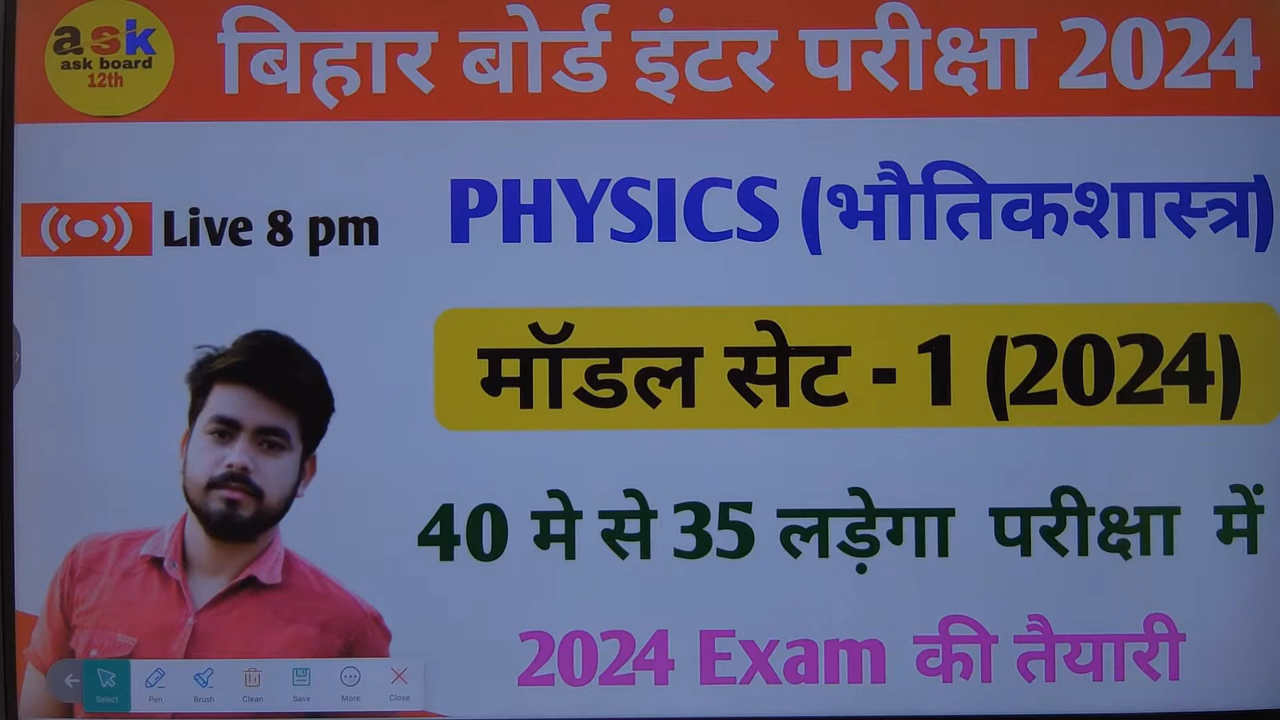 ask
ask board
12th
बिहार बोर्ड इंटर परीक्षा 2024
PHYSICS (भौतिकशास्त्र)
Live 8 pm
मॉडल सेट - 1 (2024)
40 मे से 35 लड़ेगा परीक्षा में
2024 Exam की तैयारी
Select Pen Brush Clean Save More Close